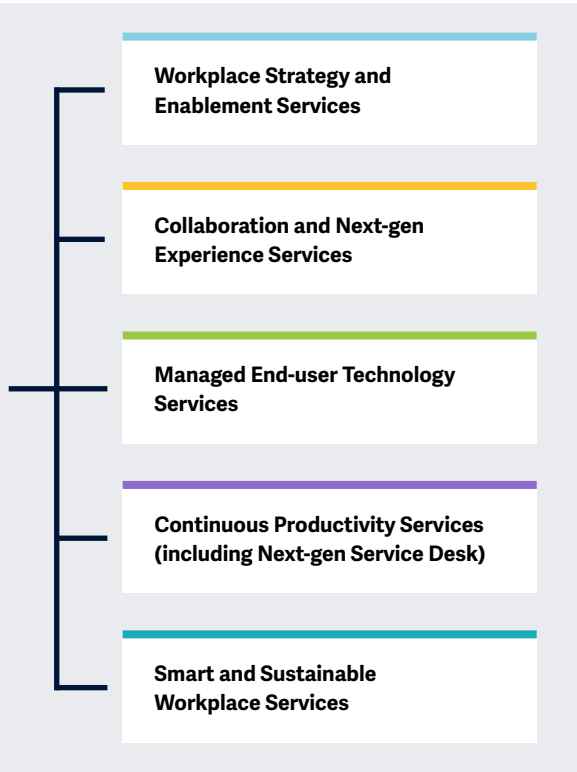 Workplace Strategy and
Enablement Services
Collaboration and Next-gen
Experience Services
Managed End-user Technology
Services
Continuous Productivity Services
(including Next-gen Service Desk)
Smart and Sustainable
Workplace Services